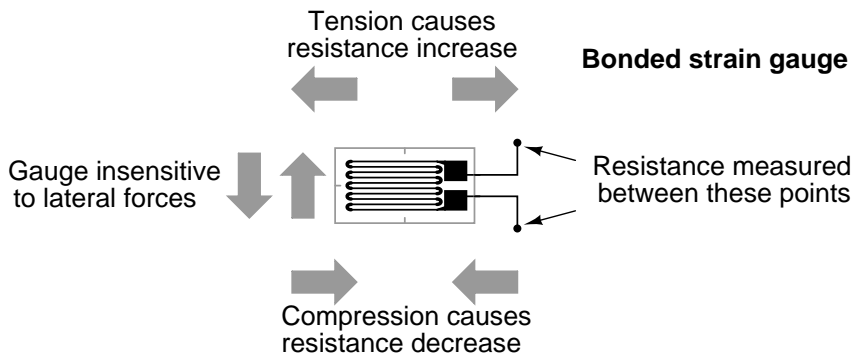 Tension causes
resistance increase
Bonded strain gauge
Gauge insensitive
to lateral forces
Resistance measured
between these points
Compression causes
resistance decrease